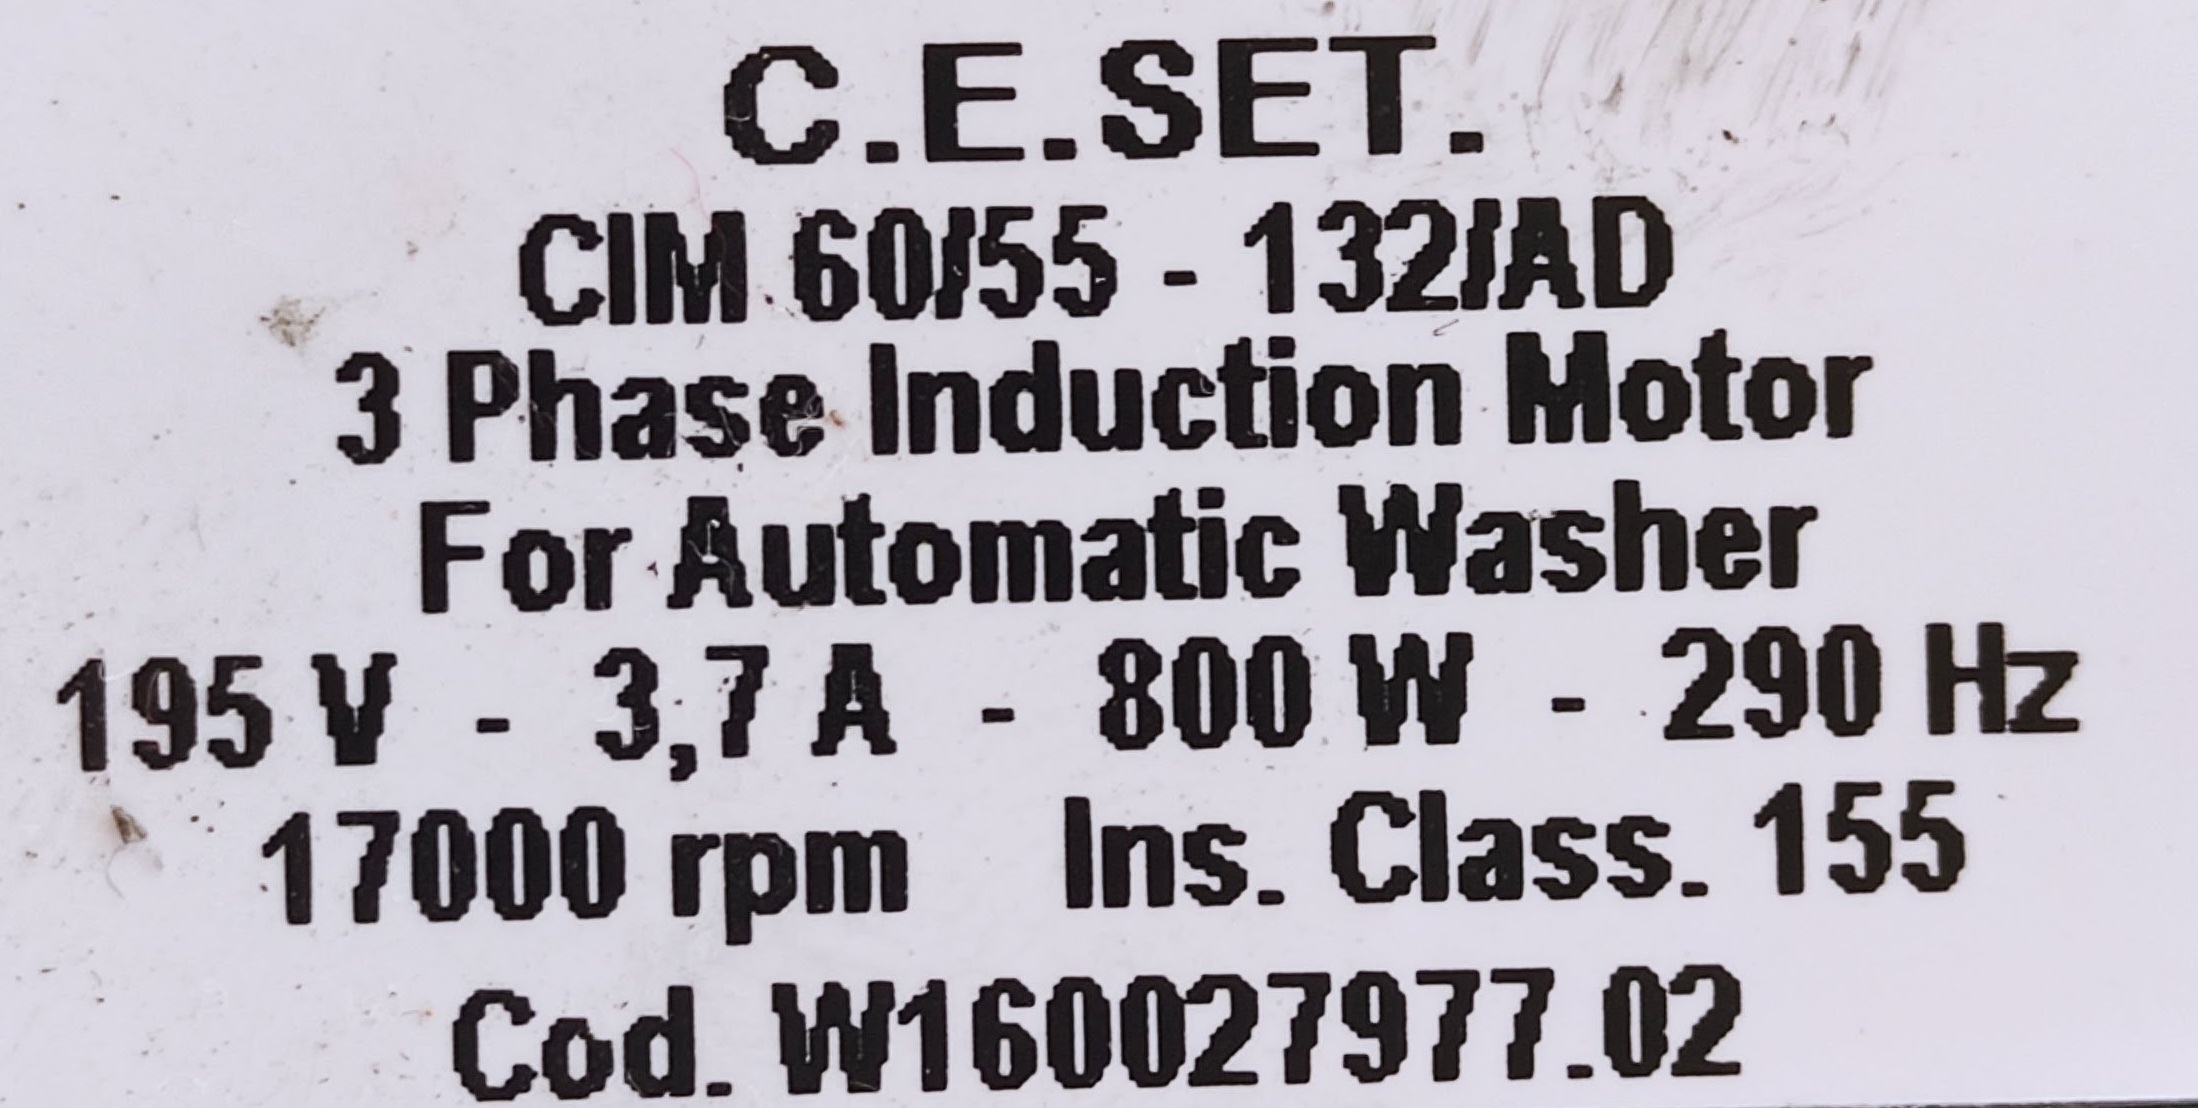 C.E.SET.
CIM 60/55 - 132/AD
3 Phase Induction Motor
For Automatic Washer
195 V - 3,7 A - 800 W - 290 Hz
17000 rpm Ins. Class. 155
Cod. W160027977.02